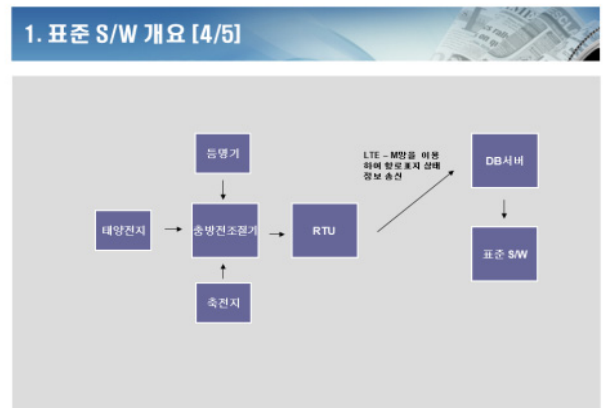 1. 표준 S/W 개요 [4/5]
등명기
LTE – M망을 이용
하여 항로표지 상태
정보 송신
DB서버
태양전지
충방전조절기
RTU
표준 S/W
축전지